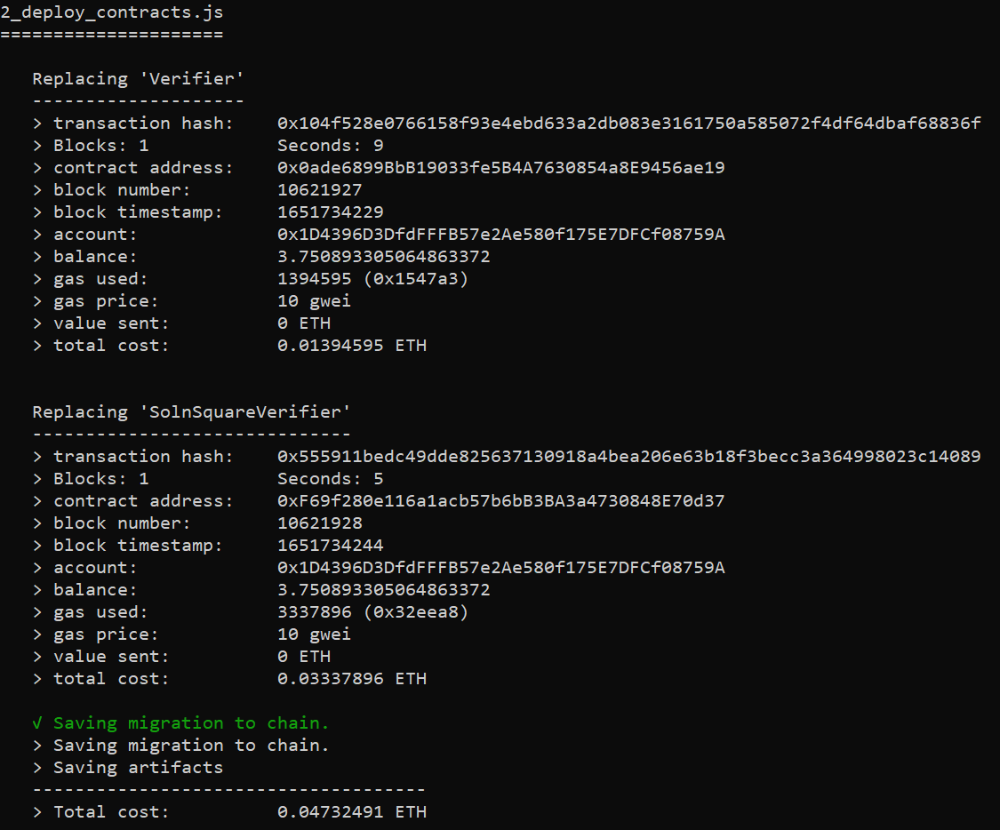 2_deploy_contracts.js
=====================
Replacing 'Verifier'
--------------------
> transaction hash:    0x104f528e0766158f93e4ebd633a2db083e3161750a585072f4df64dbaf68836f
> Blocks: 1            Seconds: 9
> contract address:    0x0ade6899BbB19033fe5B4A7630854a8E9456ae19
> block number:        10621927
> block timestamp:     1651734229
> account:             0x1D4396D3DfdFFFB57e2Ae580f175E7DFCf08759A
> balance:             3.750893305064863372
> gas used:            1394595 (0x1547a3)
> gas price:           10 gwei
> value sent:          0 ETH
> total cost:          0.01394595 ETH
Replacing 'SolnSquareVerifier'
------------------------------
> transaction hash:    0x555911bedc49dde825637130918a4bea206e63b18f3becc3a364998023c14089
> Blocks: 1            Seconds: 5
> contract address:    0xF69f280e116a1acb57b6bB3BA3a4730848E70d37
> block number:        10621928
> block timestamp:     1651734244
> account:             0x1D4396D3DfdFFFB57e2Ae580f175E7DFCf08759A
> balance:             3.750893305064863372
> gas used:            3337896 (0x32eea8)
> gas price:           10 gwei
> value sent:          0 ETH
> total cost:          0.03337896 ETH
√ Saving migration to chain.
> Saving migration to chain.
> Saving artifacts
-------------------------------------
> Total cost:          0.04732491 ETH